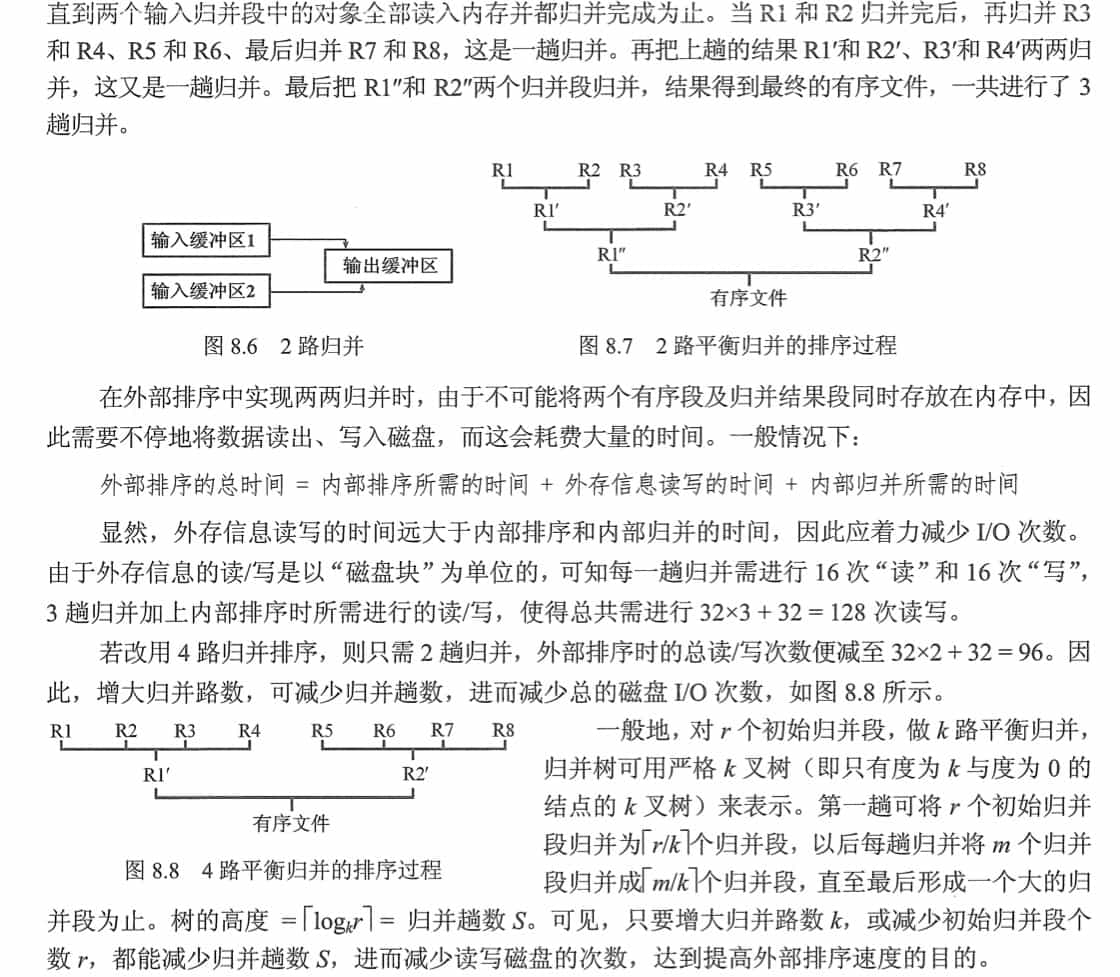 直到两个输入归并段中的对象全部读入内存并都归并完成为止。当 R1 和 R2 归并完后，再归并 R3
和 R4、R5 和 R6、最后归并 R7 和 R8，这是一趟归并。再把上趟的结果 R1′和 R2′、R3′和 R4′两两归
并，这又是一趟归并。最后把 R1″和 R2″两个归并段归并，结果得到最终的有序文件，一共进行了 3
趟归并。
输入缓冲区1
输入缓冲区2
输出缓冲区
图 8.6 2 路归并
R1 R2 R3 R4 R5 R6 R7 R8
R1′ R2′ R3′ R4′
R1″ R2″
有序文件
图 8.7 2 路平衡归并的排序过程
在外部排序中实现两两归并时，由于不可能将两个有序段及归并结果段同时存放在内存中，因
此需要不停地将数据读出、写入磁盘，而这会耗费大量的时间。一般情况下：
外部排序的总时间 = 内部排序所需的时间 + 外存信息读写的时间 + 内部归并所需的时间
显然，外存信息读写的时间远大于内部排序和内部归并的时间，因此应着力减少 I/O 次数。
由于外存信息的读/写是以“磁盘块”为单位的，可知每一趟归并需进行 16 次“读”和 16 次“写”，
3 趟归并加上内部排序时所需进行的读/写，使得总共需进行 32×3 + 32 = 128 次读写。
若改用 4 路归并排序，则只需 2 趟归并，外部排序时的总读/写次数便减至 32×2 + 32 = 96。因
此，增大归并路数，可减少归并趟数，进而减少总的磁盘 I/O 次数，如图 8.8 所示。
R1 R2 R3 R4 R5 R6 R7 R8
R1′ R2′
有序文件
图 8.8 4 路平衡归并的排序过程
一般地，对 r 个初始归并段，做 k 路平衡归并，
归并树可用严格 k 叉树（即只有度为 k 与度为 0 的
结点的 k 叉树）来表示。第一趟可将 r 个初始归并
段归并为⌈r/k⌉个归并段，以后每趟归并将 m 个归并
段归并成⌈m/k⌉个归并段，直至最后形成一个大的归
并段为止。树的高度 =⌈logₖr⌉= 归并趟数 S。可见，只要增大归并路数 k，或减少初始归并段个
数 r，都能减少归并趟数 S，进而减少读写磁盘的次数，达到提高外部排序速度的目的。